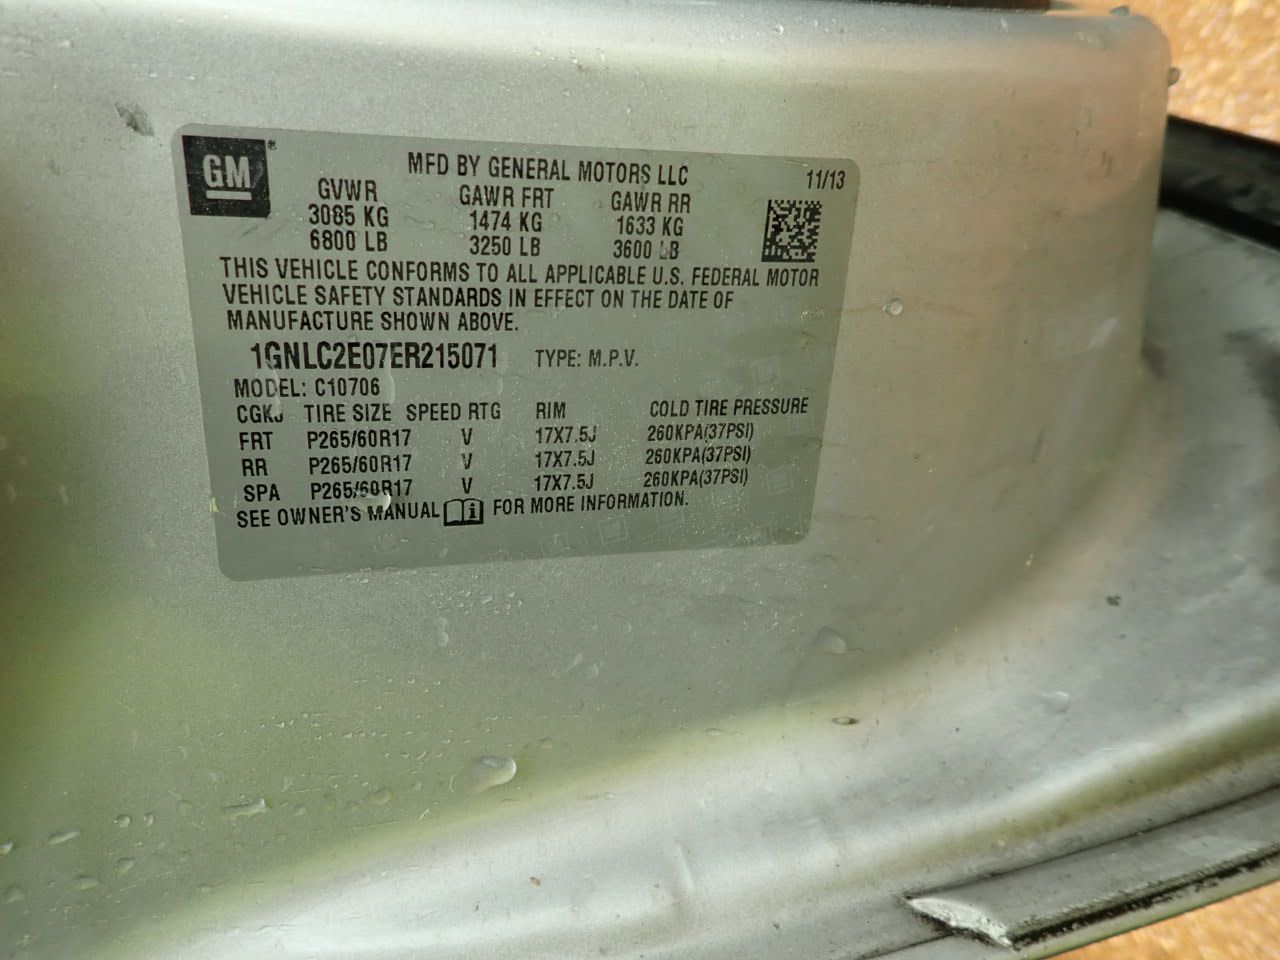 GM ®
MFD BY GENERAL MOTORS LLC 11/13
GVWR GAWR FRT GAWR RR
3085 KG 1474 KG 1633 KG
6800 LB 3250 LB 3600 LB
THIS VEHICLE CONFORMS TO ALL APPLICABLE U.S. FEDERAL MOTOR
VEHICLE SAFETY STANDARDS IN EFFECT ON THE DATE OF
MANUFACTURE SHOWN ABOVE.
1GNLC2E07ER215071 TYPE: M.P.V.
MODEL: C10706
CGKJ TIRE SIZE SPEED RTG RIM COLD TIRE PRESSURE
FRT P265/60R17 V 17X7.5J 260KPA(37PSI)
RR P265/60R17 V 17X7.5J 260KPA(37PSI)
SPA P265/60R17 V 17X7.5J 260KPA(37PSI)
SEE OWNER'S MANUAL FOR MORE INFORMATION.